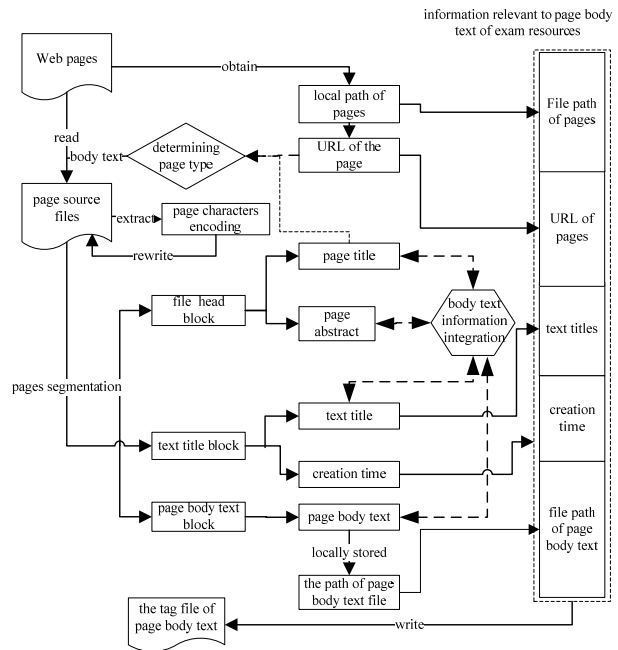 information relevant to page body
text of exam resources
Web pages
obtain
local path of
pages
File path
of pages
read
body text
determining
page type
URL of the
page
page source
files
extract
page characters
encoding
rewrite
URL of
pages
page title
file head
block
page
abstract
body text
information
integration
text titles
pages segmentation
text title
creation
time
text title block
creation time
page body text
block
page body text
file path
of page
body text
locally stored
the path of page
body text file
the tag file of
page body text
write